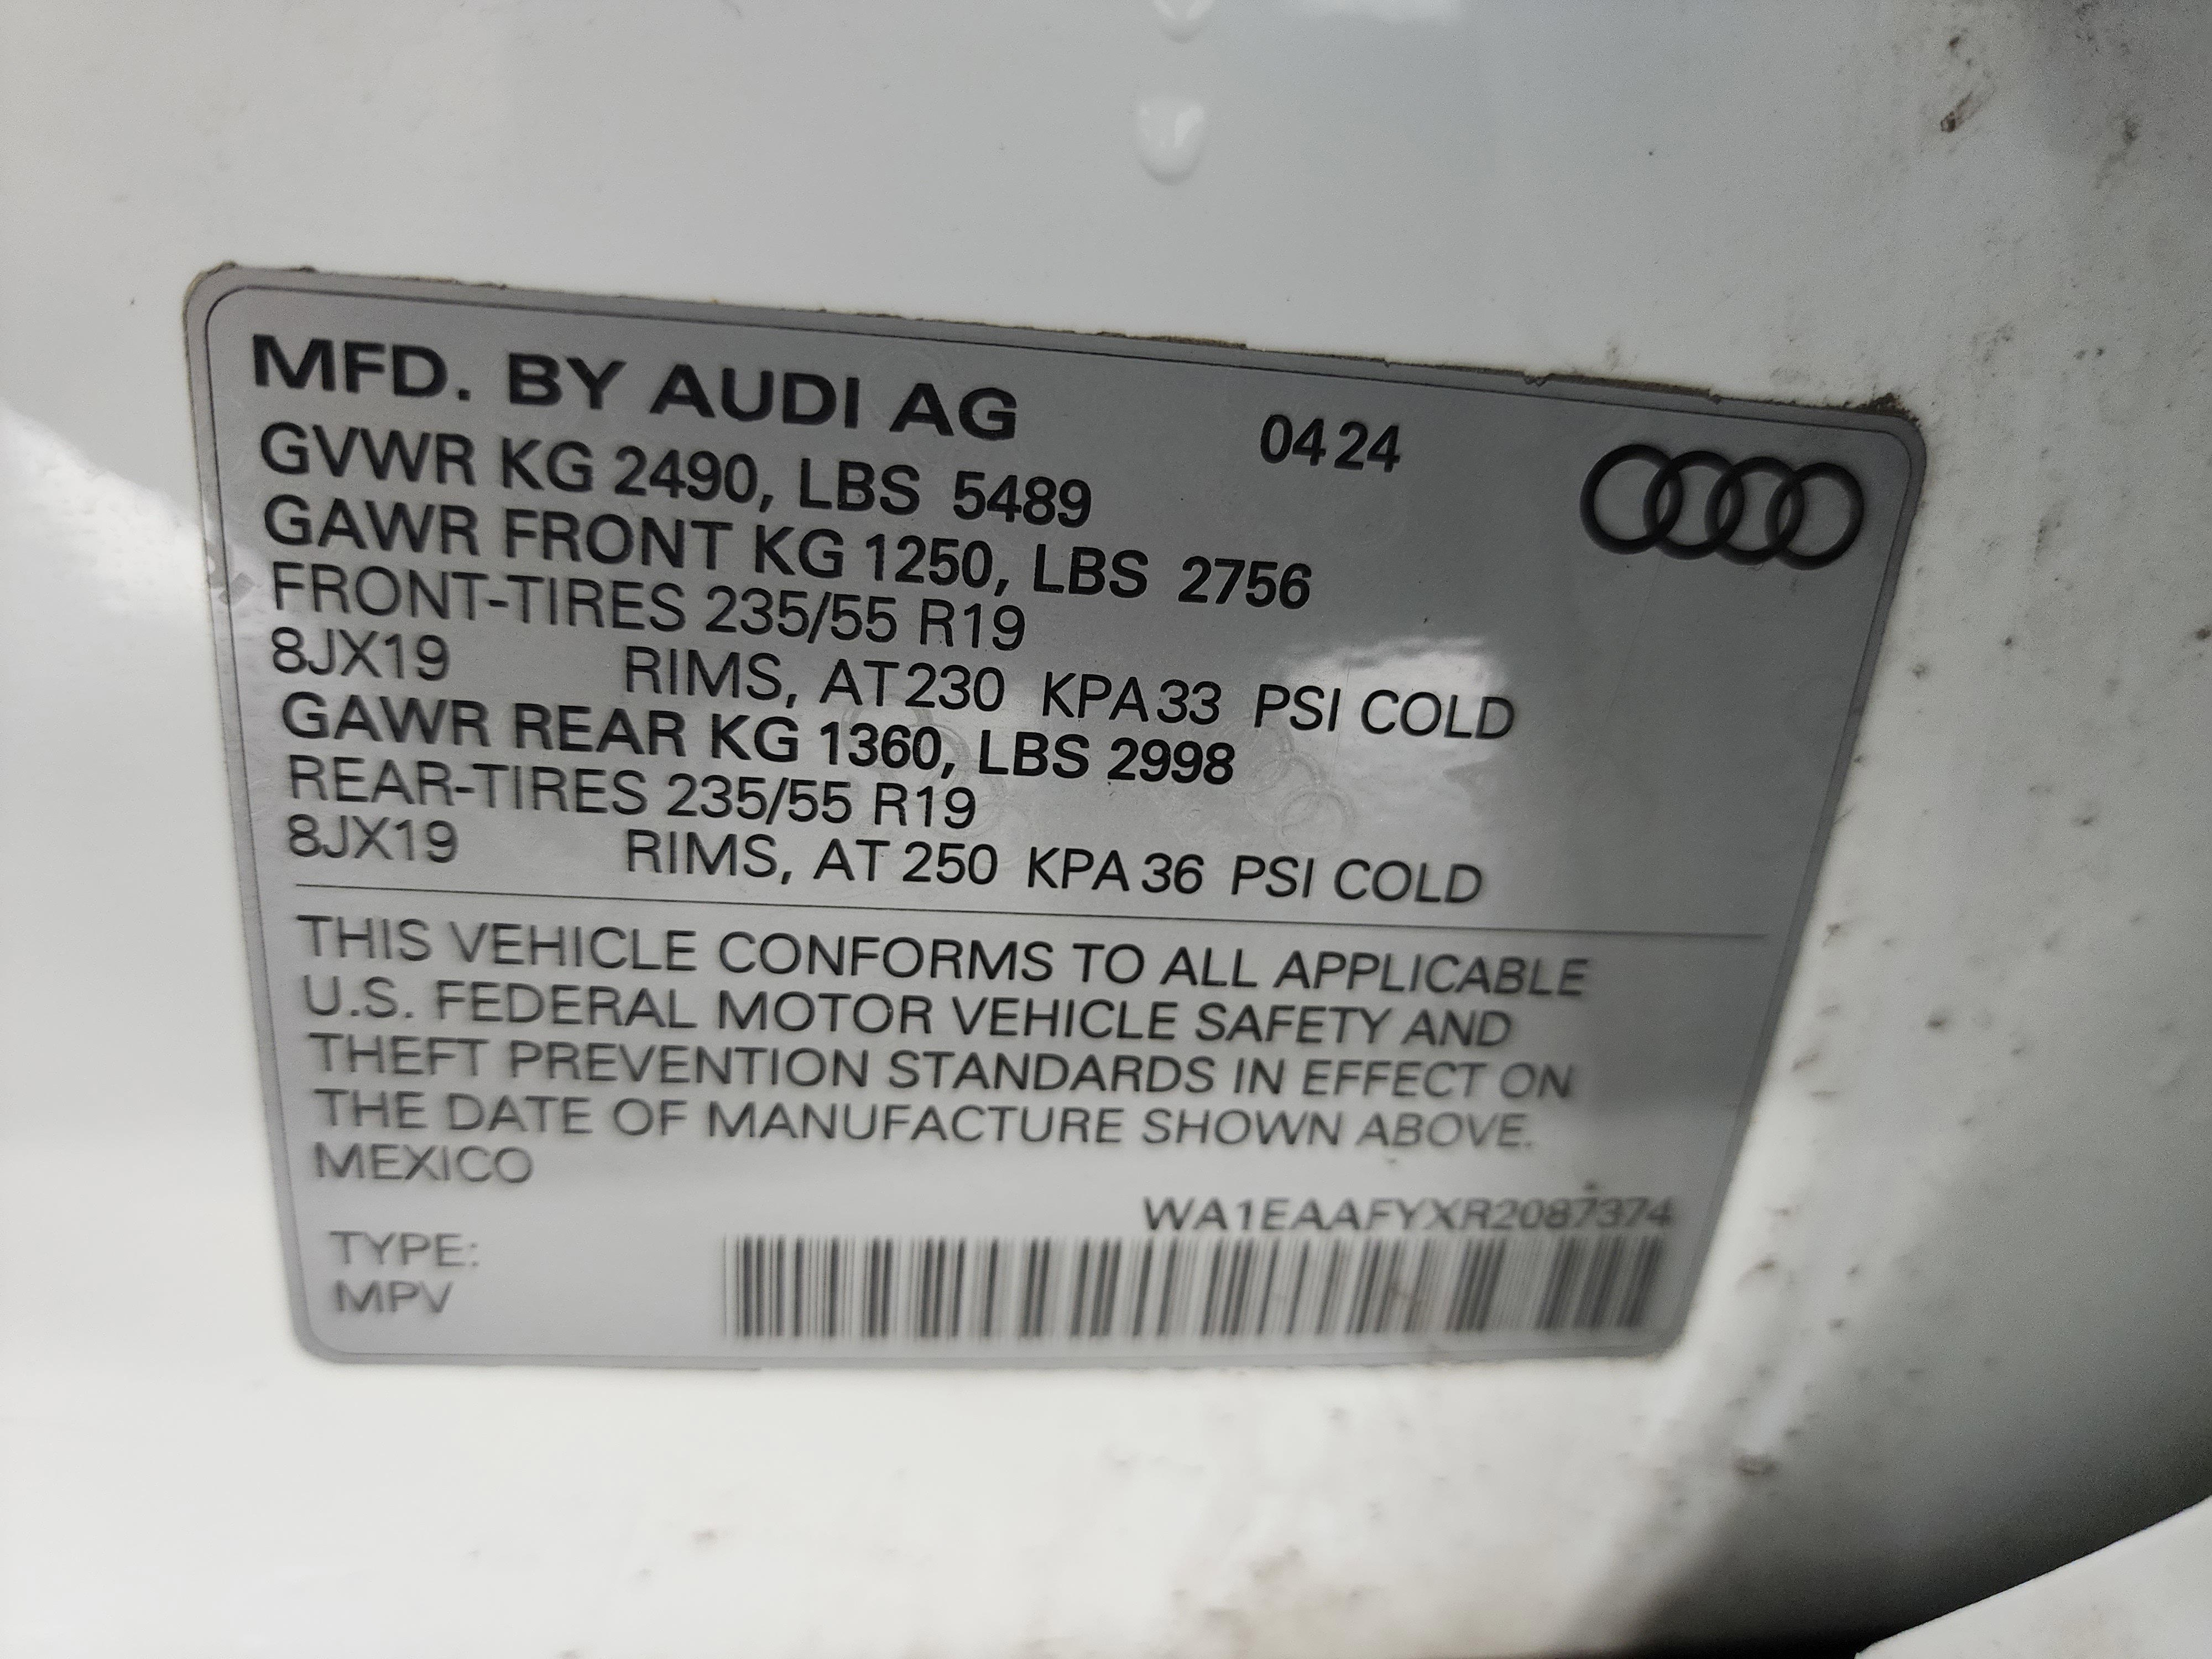 MFD. BY AUDI AG 04 24
GVWR KG 2490, LBS 5489
GAWR FRONT KG 1250, LBS 2756
FRONT-TIRES 235/55 R19
8JX19 RIMS, AT 230 KPA 33 PSI COLD
GAWR REAR KG 1360, LBS 2998
REAR-TIRES 235/55 R19
8JX19 RIMS, AT 250 KPA 36 PSI COLD
THIS VEHICLE CONFORMS TO ALL APPLICABLE
U.S. FEDERAL MOTOR VEHICLE SAFETY AND
THEFT PREVENTION STANDARDS IN EFFECT ON
THE DATE OF MANUFACTURE SHOWN ABOVE.
MEXICO
WA1EAAFYXR2087374
TYPE:
MPV